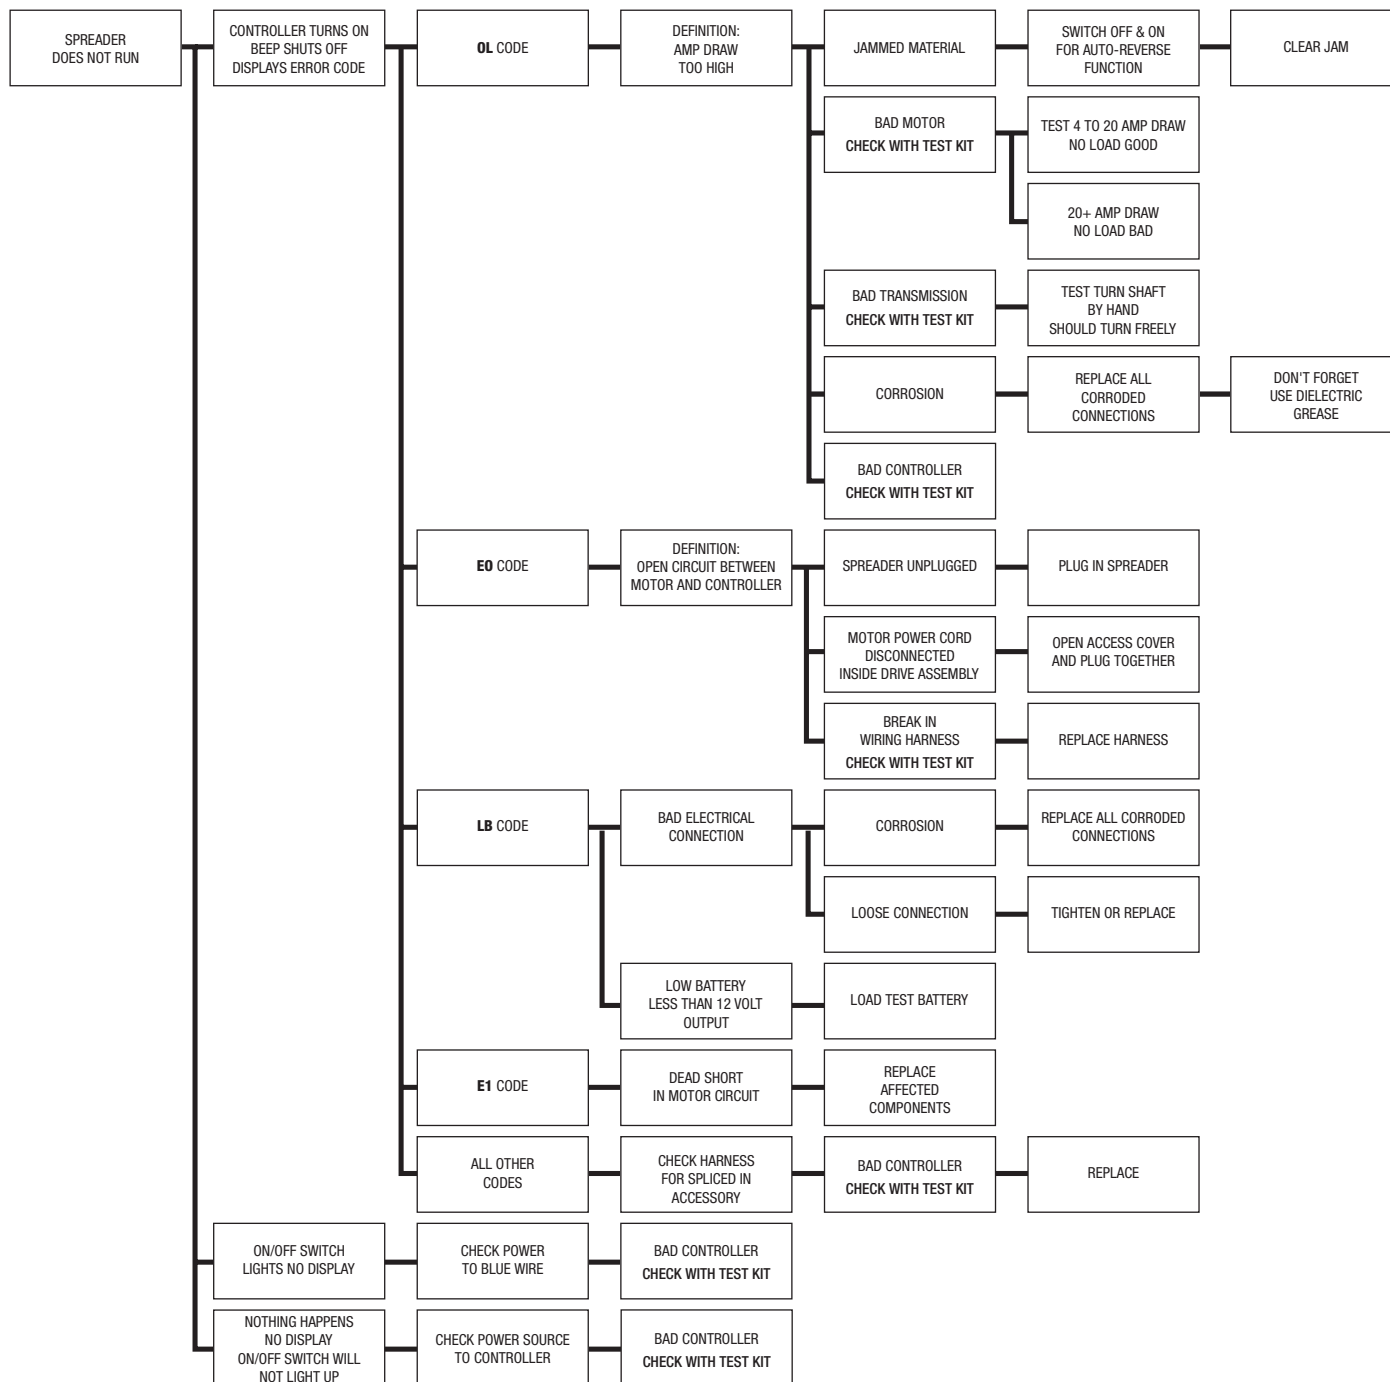 SPREADER
DOES NOT RUN
CONTROLLER TURNS ON
BEEP SHUTS OFF
DISPLAYS ERROR CODE
OL CODE
DEFINITION:
AMP DRAW
TOO HIGH
JAMMED MATERIAL
SWITCH OFF & ON
FOR AUTO-REVERSE
FUNCTION
CLEAR JAM
BAD MOTOR
CHECK WITH TEST KIT
TEST 4 TO 20 AMP DRAW
NO LOAD GOOD
20+ AMP DRAW
NO LOAD BAD
BAD TRANSMISSION
CHECK WITH TEST KIT
TEST TURN SHAFT
BY HAND
SHOULD TURN FREELY
CORROSION
REPLACE ALL
CORRODED
CONNECTIONS
DON'T FORGET
USE DIELECTRIC
GREASE
BAD CONTROLLER
CHECK WITH TEST KIT
E0 CODE
DEFINITION:
OPEN CIRCUIT BETWEEN
MOTOR AND CONTROLLER
SPREADER UNPLUGGED
PLUG IN SPREADER
MOTOR POWER CORD
DISCONNECTED
INSIDE DRIVE ASSEMBLY
OPEN ACCESS COVER
AND PLUG TOGETHER
BREAK IN
WIRING HARNESS
CHECK WITH TEST KIT
REPLACE HARNESS
LB CODE
BAD ELECTRICAL
CONNECTION
CORROSION
REPLACE ALL CORRODED
CONNECTIONS
LOOSE CONNECTION
TIGHTEN OR REPLACE
LOW BATTERY
LESS THAN 12 VOLT
OUTPUT
LOAD TEST BATTERY
E1 CODE
DEAD SHORT
IN MOTOR CIRCUIT
REPLACE
AFFECTED
COMPONENTS
ALL OTHER
CODES
CHECK HARNESS
FOR SPLICED IN
ACCESSORY
BAD CONTROLLER
CHECK WITH TEST KIT
REPLACE
ON/OFF SWITCH
LIGHTS NO DISPLAY
CHECK POWER
TO BLUE WIRE
BAD CONTROLLER
CHECK WITH TEST KIT
NOTHING HAPPENS
NO DISPLAY
ON/OFF SWITCH WILL
NOT LIGHT UP
CHECK POWER SOURCE
TO CONTROLLER
BAD CONTROLLER
CHECK WITH TEST KIT